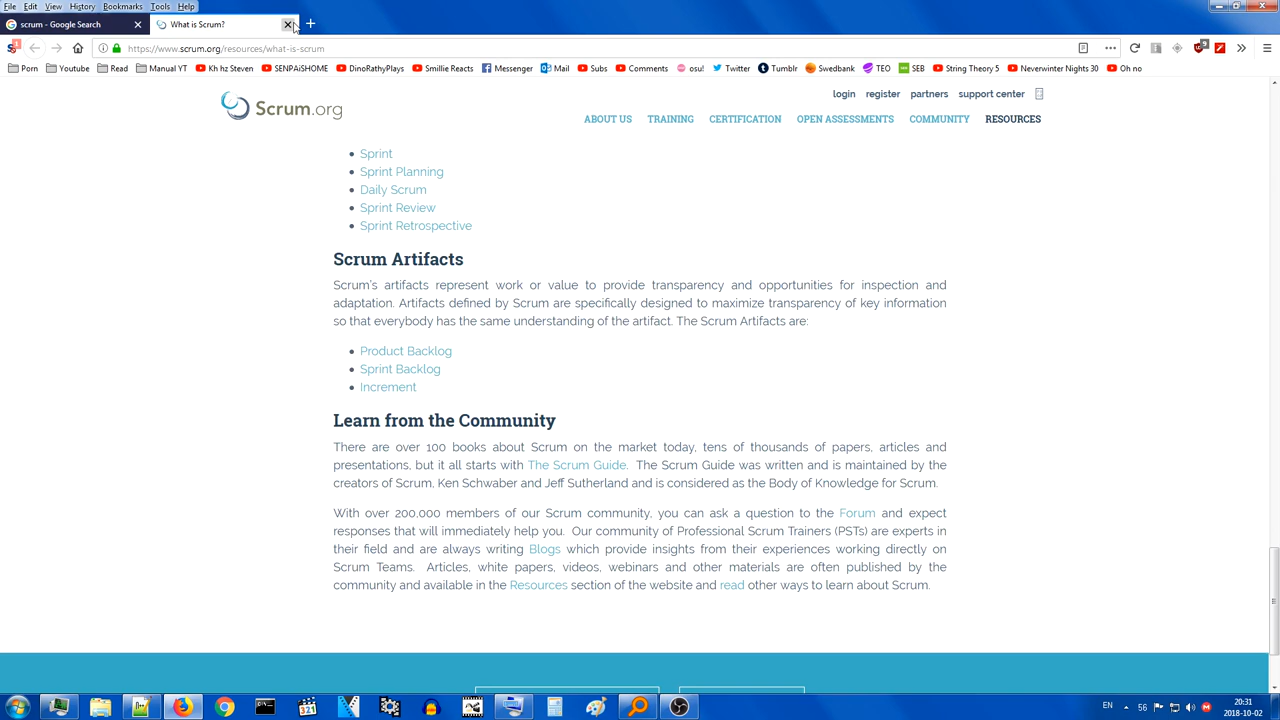 File Edit View History Bookmarks Tools Help
scrum - Google Search
What is Scrum?
https://www.scrum.org/resources/what-is-scrum
Porn Youtube Read Manual YT Kh hz Steven SENPAiSHOME DinoRathyPlays Smillie Reacts Messenger Mail Subs Comments osu! Twitter Tumblr Swedbank TEO SEB String Theory 5 Neverwinter Nights 30 Oh no
login register partners support center
Scrum.org
ABOUT US TRAINING CERTIFICATION OPEN ASSESSMENTS COMMUNITY RESOURCES
Sprint
Sprint Planning
Daily Scrum
Sprint Review
Sprint Retrospective
Scrum Artifacts
Scrum's artifacts represent work or value to provide transparency and opportunities for inspection and
adaptation. Artifacts defined by Scrum are specifically designed to maximize transparency of key information
so that everybody has the same understanding of the artifact. The Scrum Artifacts are:
Product Backlog
Sprint Backlog
Increment
Learn from the Community
There are over 100 books about Scrum on the market today, tens of thousands of papers, articles and
presentations, but it all starts with The Scrum Guide. The Scrum Guide was written and is maintained by the
creators of Scrum, Ken Schwaber and Jeff Sutherland and is considered as the Body of Knowledge for Scrum.
With over 200,000 members of our Scrum community, you can ask a question to the Forum and expect
responses that will immediately help you. Our community of Professional Scrum Trainers (PSTs) are experts in
their field and are always writing Blogs which provide insights from their experiences working directly on
Scrum Teams. Articles, white papers, videos, webinars and other materials are often published by the
community and available in the Resources section of the website and read other ways to learn about Scrum.
EN 56 20:31
2018-10-02